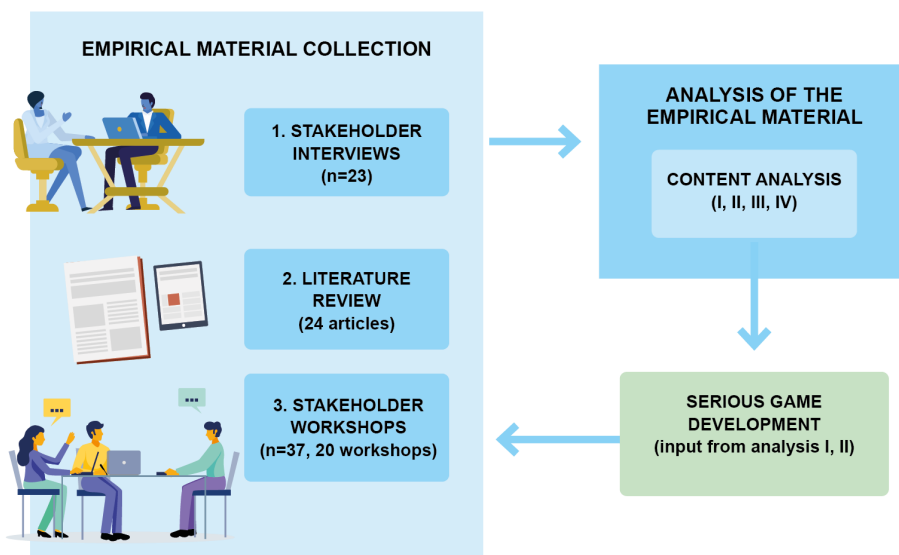 EMPIRICAL MATERIAL COLLECTION
1. STAKEHOLDER
INTERVIEWS
(n=23)
2. LITERATURE
REVIEW
(24 articles)
3. STAKEHOLDER
WORKSHOPS
(n=37, 20 workshops)
ANALYSIS OF THE
EMPIRICAL MATERIAL
CONTENT ANALYSIS
(I, II, III, IV)
SERIOUS GAME
DEVELOPMENT
(input from analysis I, II)